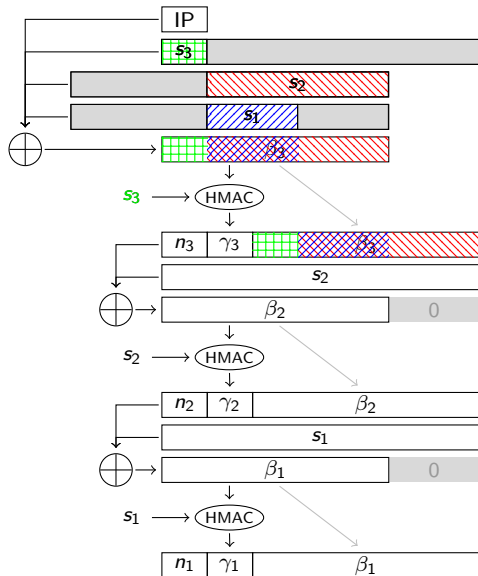 IP
s₃
s₂
s₁
β₃
s₃ HMAC
n₃ γ₃ β₃
s₂
β₂ 0
s₂ HMAC
n₂ γ₂ β₂
s₁
β₁ 0
s₁ HMAC
n₁ γ₁ β₁